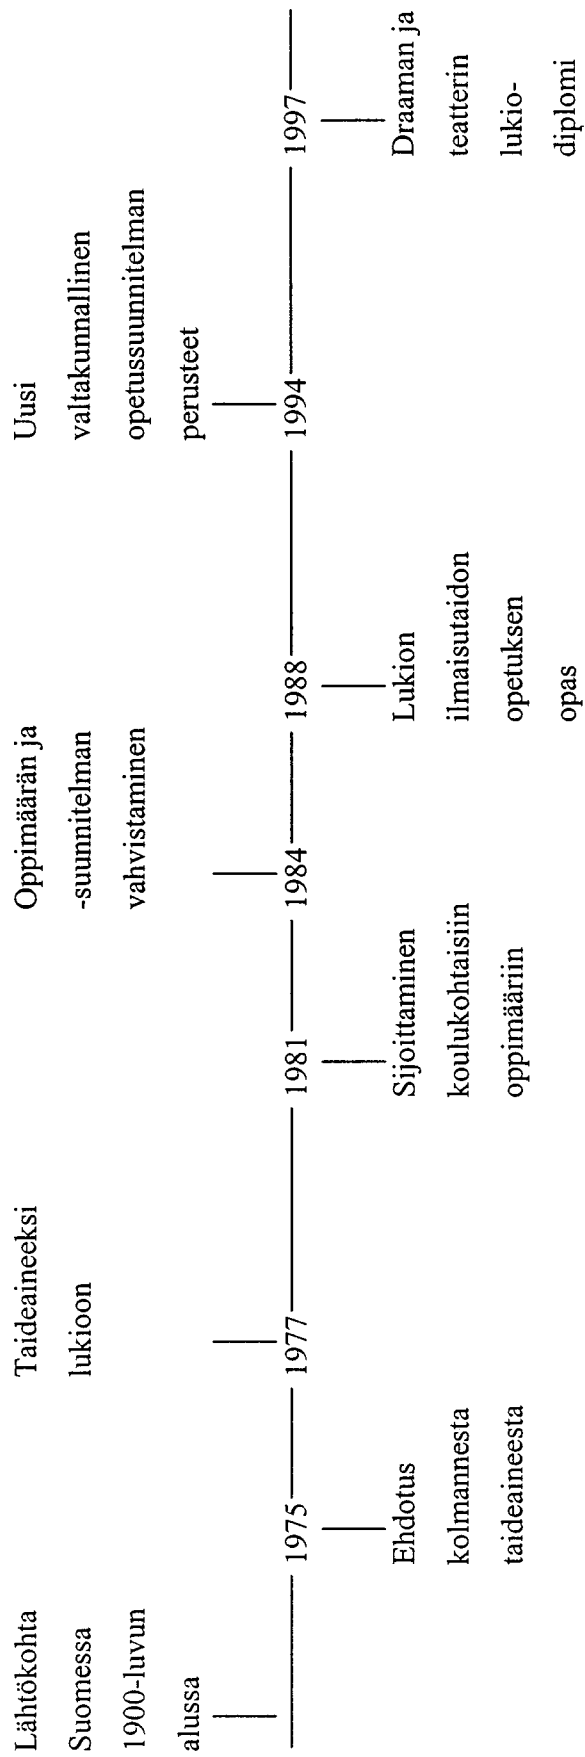 Lähtökohta
Suomessa
1900-luvun
alussa
1975
Ehdotus
kolmannesta
taideaineesta
Taideaineeksi
lukioon
1977
1981
Sijoittaminen
koulukohtaisiin
oppimääriin
Oppimäärän ja
-suunnitelman
vahvistaminen
1984
1988
Lukion
ilmaisutaidon
opetuksen
opas
Uusi
valtakunnallinen
opetussuunnitelman
perusteet
1994
1997
Draaman ja
teatterin
lukio-
diplomi